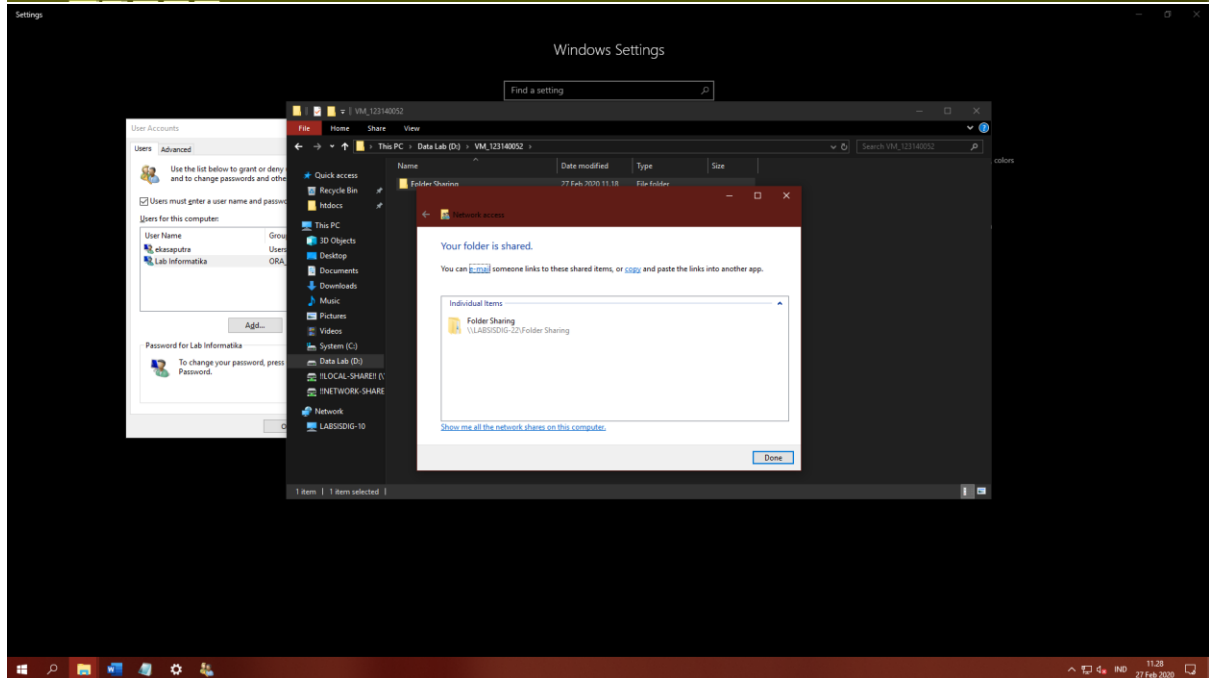 Settings
Windows Settings
Find a setting
VM_123140052
File Home Share View
This PC › Data Lab (D:) › VM_123140052 ›
Search VM_123140052
colors
Name Date modified Type Size
Folder Sharing 27 Feb 2020 11.18 File folder
Quick access
Recycle Bin
htdocs
This PC
3D Objects
Desktop
Documents
Downloads
Music
Pictures
Videos
System (C:)
Data Lab (D:)
!!LOCAL-SHARE!! (\
!!NETWORK-SHARE
Network
LABSISDIG-10
1 item 1 item selected
User Accounts
Users Advanced
Use the list below to grant or deny
and to change passwords and othe
Users must enter a user name and passwo
Users for this computer:
User Name Grou
ekasaputra Users
Lab Informatika ORA_
Add...
Password for Lab Informatika
To change your password, press
Password.
O
Network access
Your folder is shared.
You can e-mail someone links to these shared items, or copy and paste the links into another app.
Individual Items
Folder Sharing
\\LABSISDIG-22\Folder Sharing
Show me all the network shares on this computer.
Done
IND
11.28
27 Feb 2020